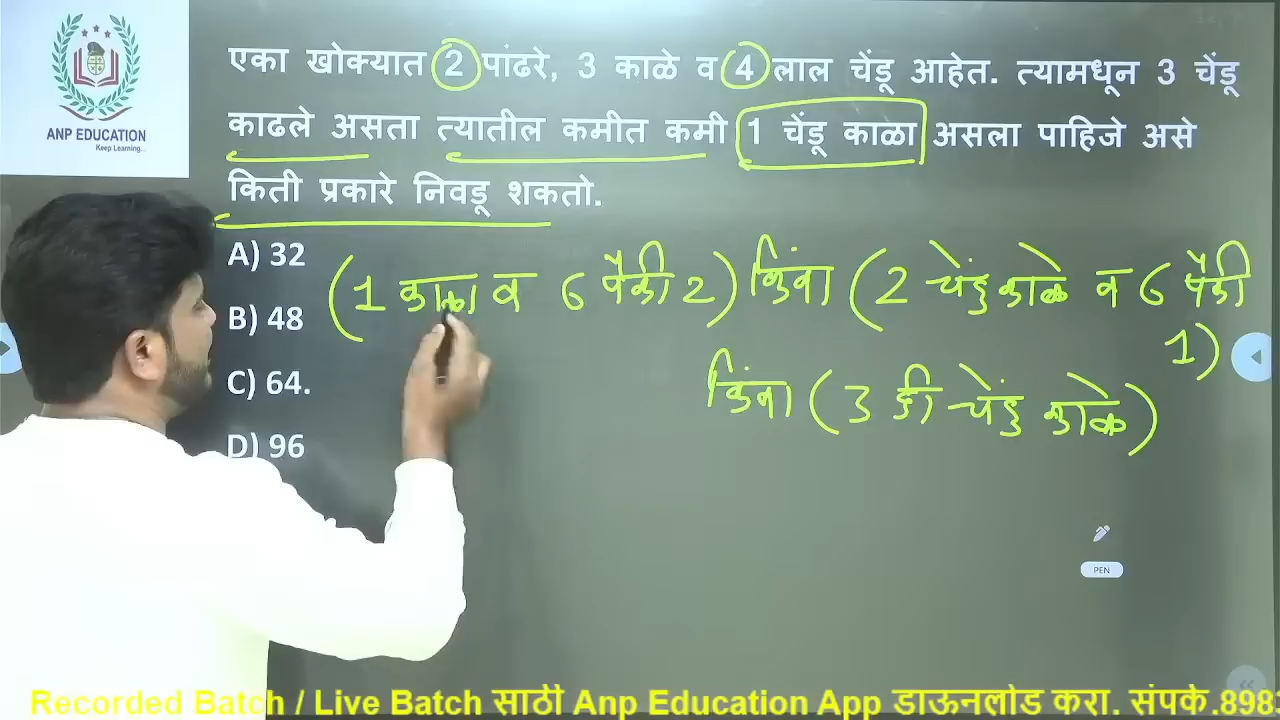 ANP EDUCATION
Keep Learning...
एका खोक्यात 2 पांढरे, 3 काळे व 4 लाल चेंडू आहेत. त्यामधून 3 चेंडू
काढले असता त्यातील कमीत कमी 1 चेंडू काळा असला पाहिजे असे
किती प्रकारे निवडू शकतो.
A) 32
B) 48
C) 64.
D) 96
(1 काळा व 6 पैकी 2) किंवा (2 चेंडु काळे व 6 पैकी
1)
किंवा (3 ही चेंडु काळे)
PEN
Recorded Batch / Live Batch साठी Anp Education App डाऊनलोड करा. संपर्क.898